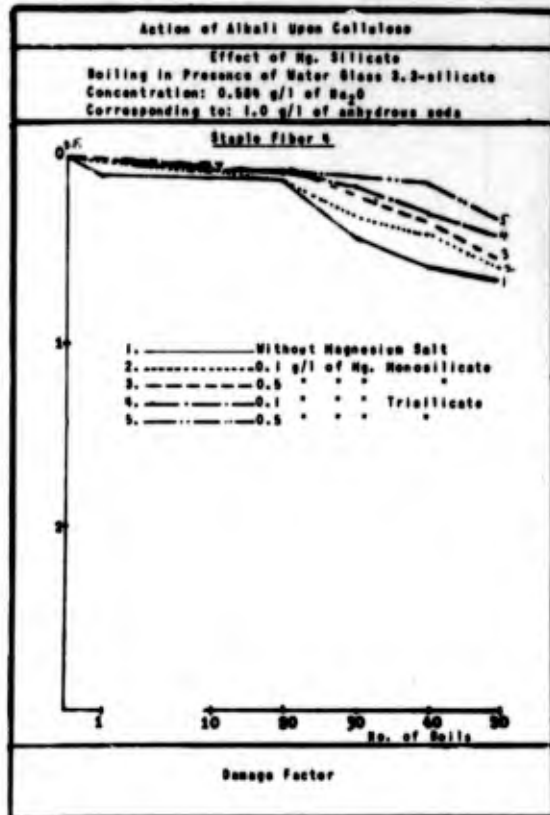 Action of Alkali Upon Cellulose
Effect of Mg. Silicate
Boiling in Presence of Water Glass 3.3-silicate
Concentration: 0.584 g/l of Na₂O
Corresponding to: 1.0 g/l of anhydrous soda
Staple Fiber 4
0
1
2
5
4
3
2
1
1. Without Magnesium Salt
2. 0.1 g/l of Mg. Monosilicate
3. 0.5 " " " "
4. 0.1 " " " Trisilicate
5. 0.5 " " " "
1 10 20 30 40 50
No. of Boils
Damage Factor